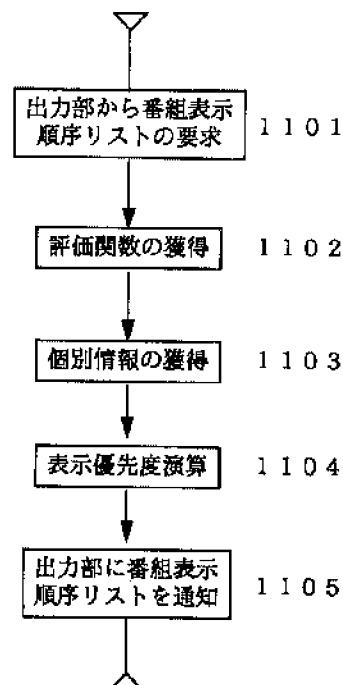 出力部から番組表示
順序リストの要求
1101
評価関数の獲得
1102
個別情報の獲得
1103
表示優先度演算
1104
出力部に番組表示
順序リストを通知
1105